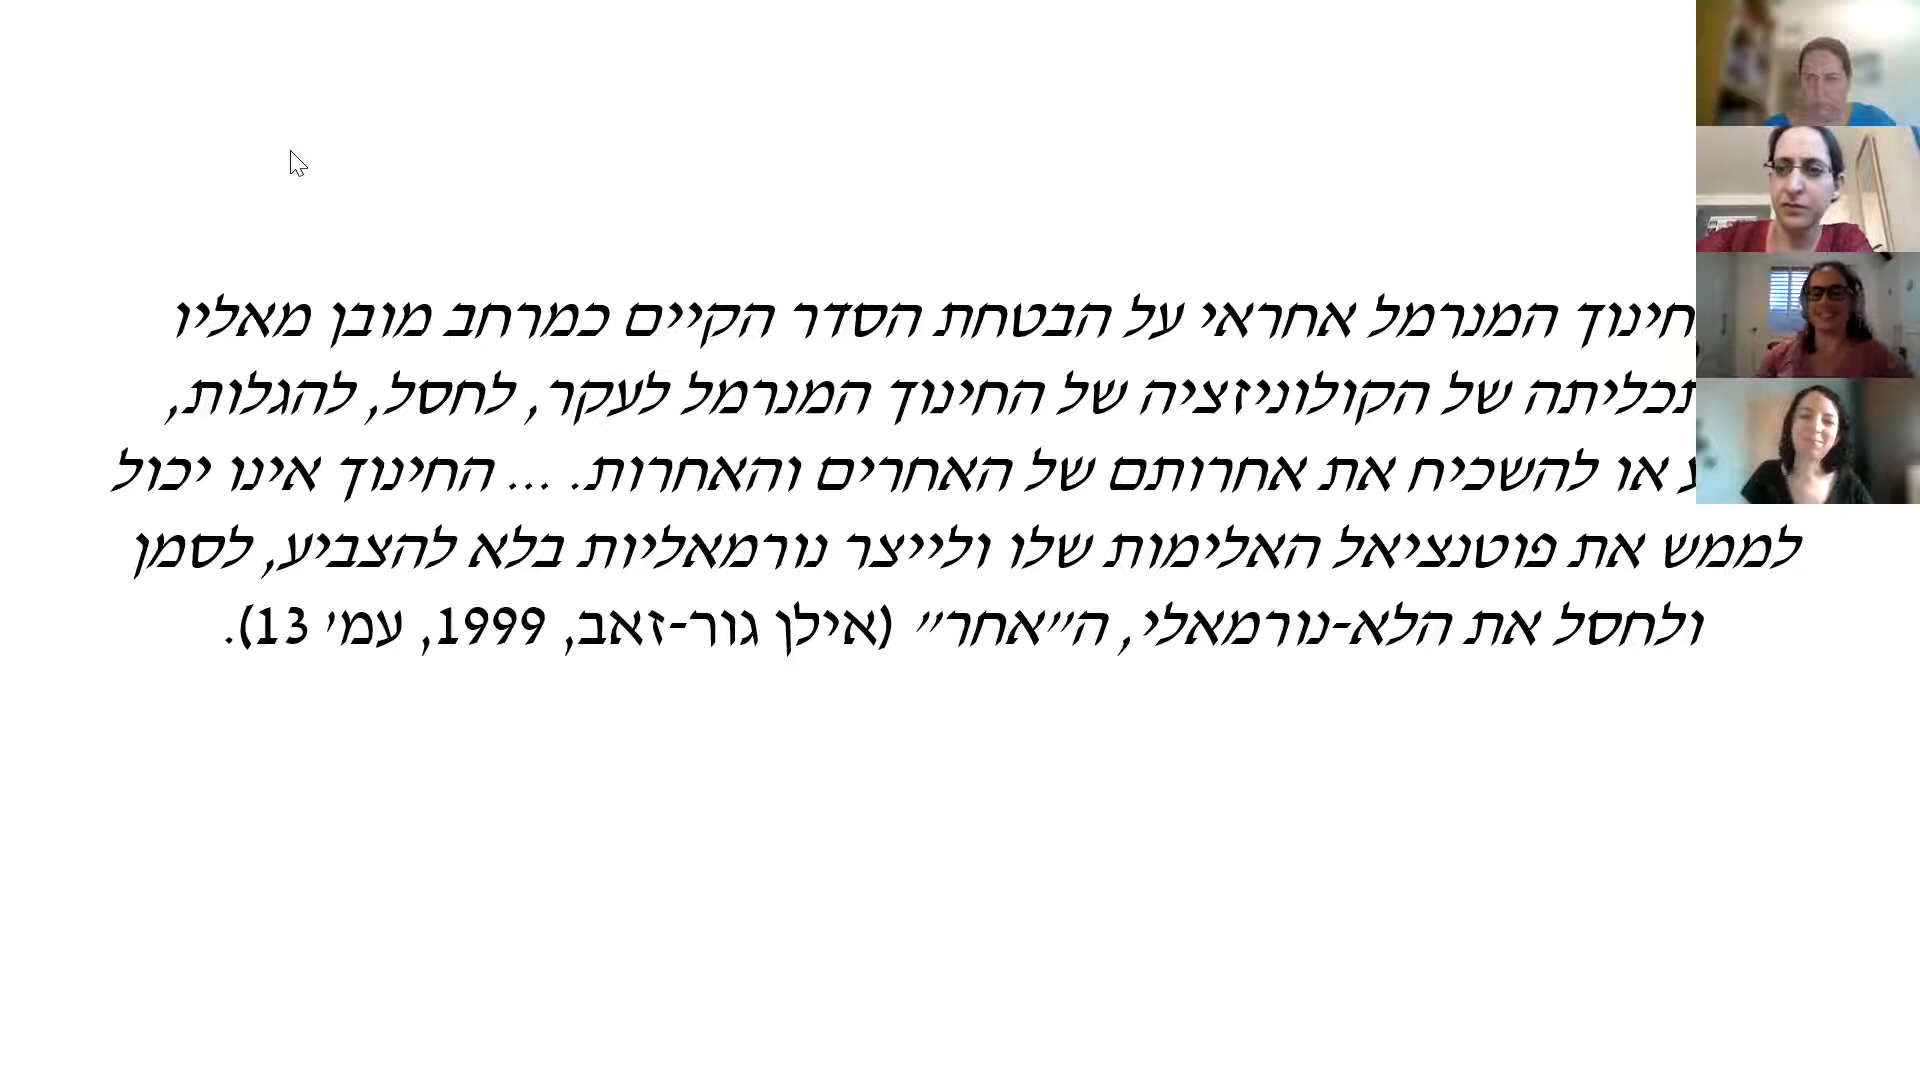 חינוך המנרמל אחראי על הבטחת הסדר הקיים כמרחב מובן מאליו
תכליתה של הקולוניזציה של החינוך המנרמל לעקר, לחסל, להגלות,
או להשכיח את אחרותם של האחרים והאחרות. ... החינוך אינו יכול
לממש את פוטנציאל האלימות שלו ולייצר נורמאליות בלא להצביע, לסמן
ולחסל את הלא-נורמאלי, ה״אחר״ (אילן גור-זאב, 1999, עמ׳ 13).